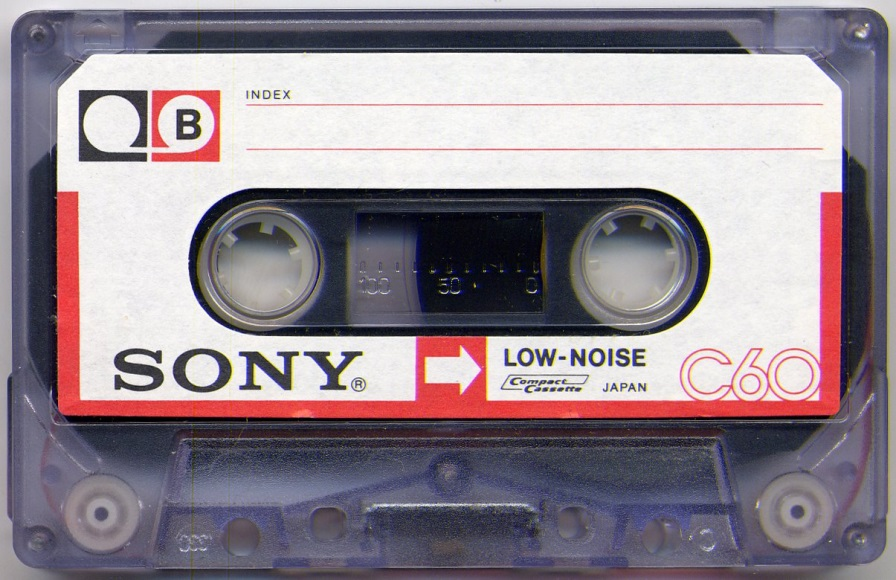 B
INDEX
100 50 0
SONY®
LOW-NOISE
Compact Cassette
JAPAN
C60